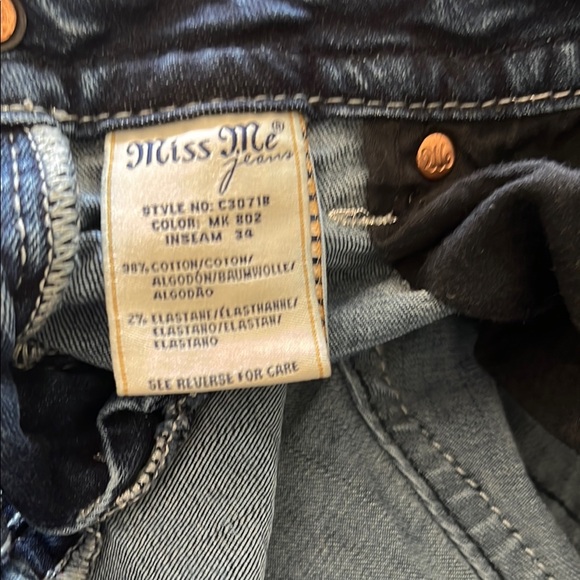 Miss Me®
jeans
STYLE NO: C3071B
COLOR: MK 802
INSEAM 34
98% COTTON/COTON/
ALGODÓN/BAUMWOLLE/
ALGODÃO
2% ELASTANE/ÉLASTHANNE/
ELASTANO/ELASTAN/
ELASTANO
SEE REVERSE FOR CARE